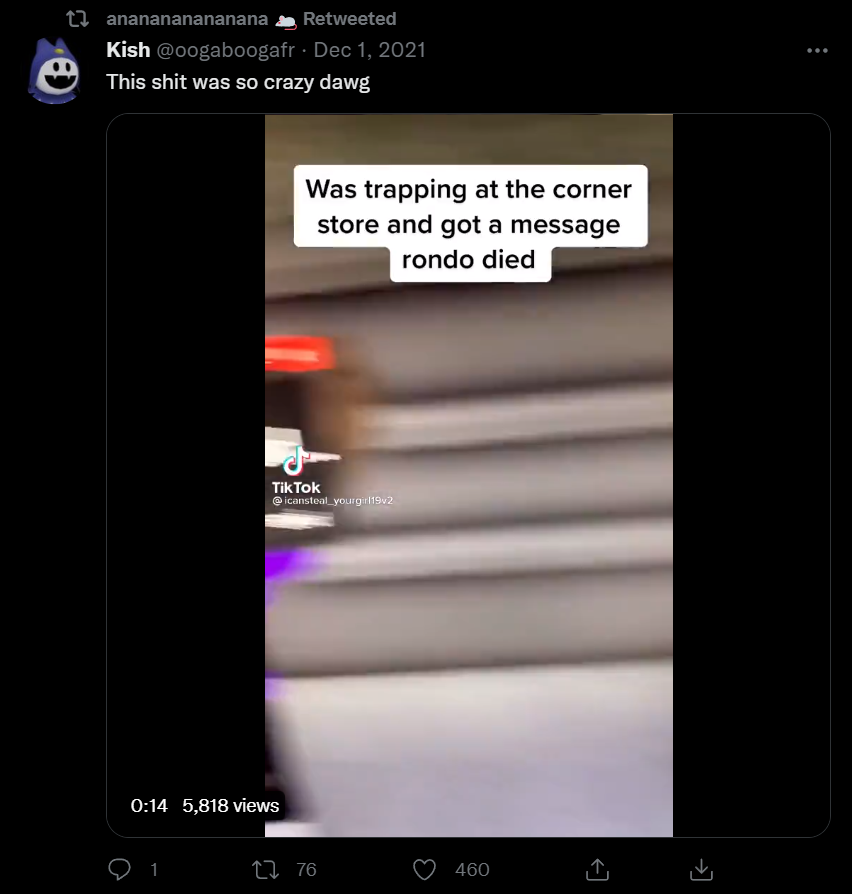 ananananananana 🐁 Retweeted
Kish @oogaboogafr · Dec 1, 2021
This shit was so crazy dawg
Was trapping at the corner
store and got a message
rondo died
TikTok
@icansteal_yourgirl19v2
0:14 5,818 views
1 76 460